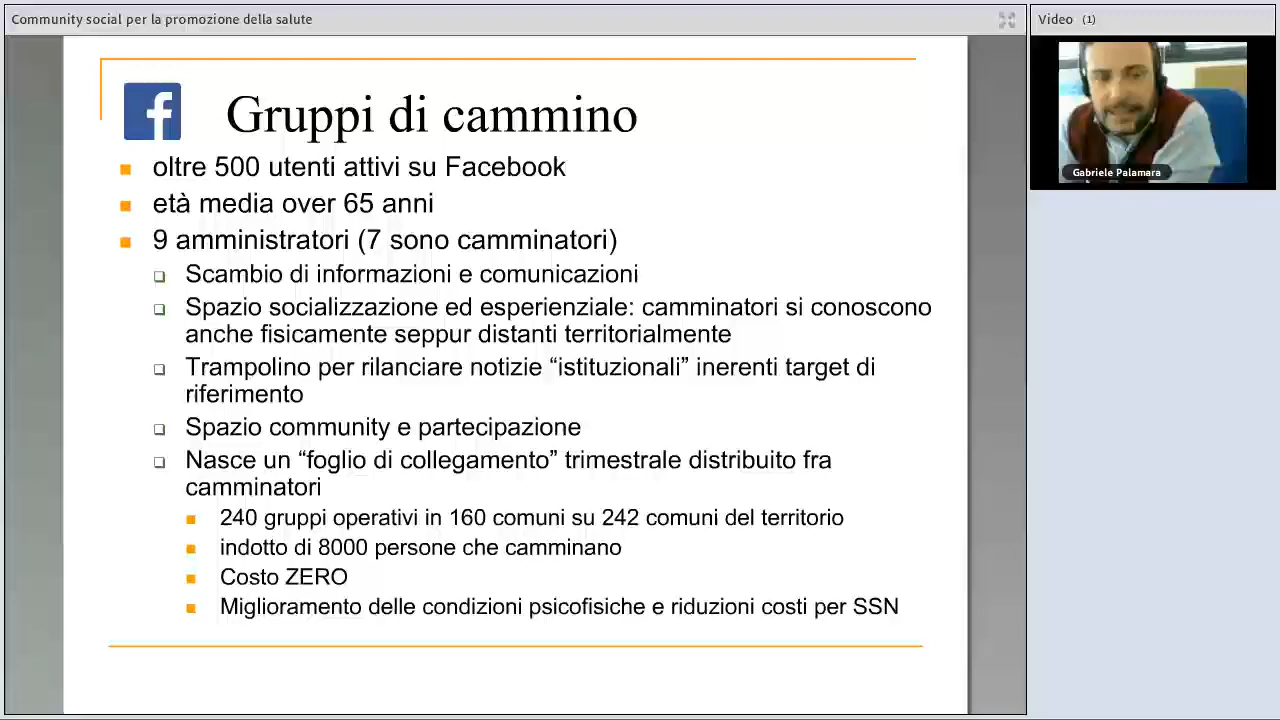 Community social per la promozione della salute
Video (1)
Gruppi di cammino
oltre 500 utenti attivi su Facebook
età media over 65 anni
9 amministratori (7 sono camminatori)
Scambio di informazioni e comunicazioni
Spazio socializzazione ed esperienziale: camminatori si conoscono
anche fisicamente seppur distanti territorialmente
Trampolino per rilanciare notizie “istituzionali” inerenti target di
riferimento
Spazio community e partecipazione
Nasce un “foglio di collegamento” trimestrale distribuito fra
camminatori
240 gruppi operativi in 160 comuni su 242 comuni del territorio
indotto di 8000 persone che camminano
Costo ZERO
Miglioramento delle condizioni psicofisiche e riduzioni costi per SSN
Gabriele Palamara